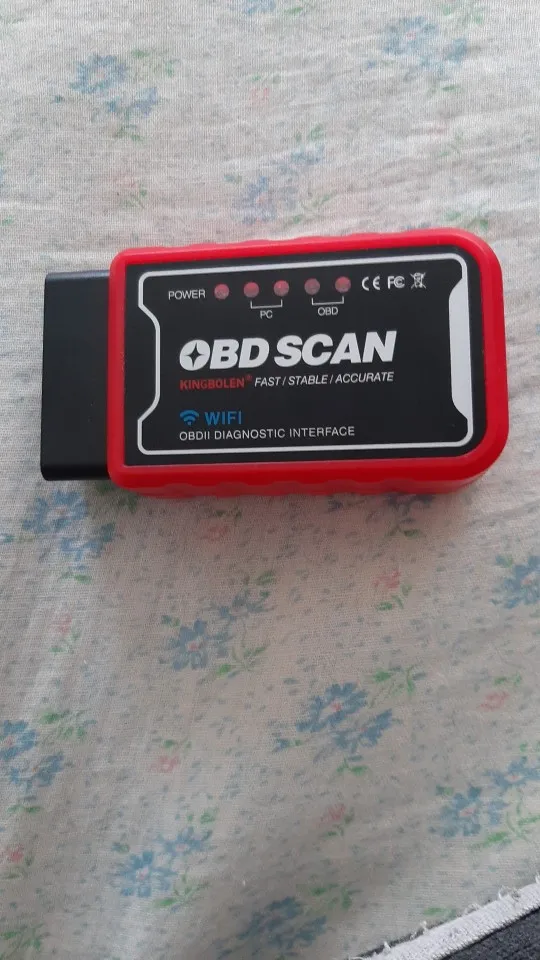 POWER
PC
OBD
CE FC
OBD SCAN
KINGBOLEN® FAST / STABLE / ACCURATE
WIFI
OBDII DIAGNOSTIC INTERFACE